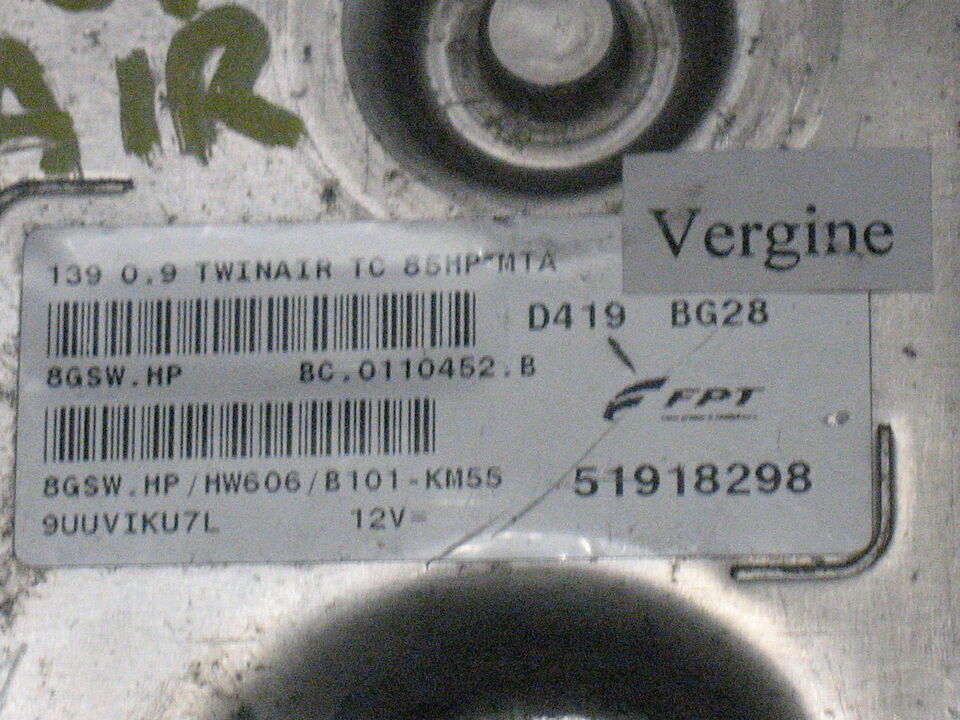 AIR
Vergine
139 0.9 TWINAIR TC 85HP MTA
D419 BG28
8GSW.HP 8C.0110452.B
FPT
8GSW.HP/HW606/B101-KM55
51918298
9UUVIKU7L 12V=